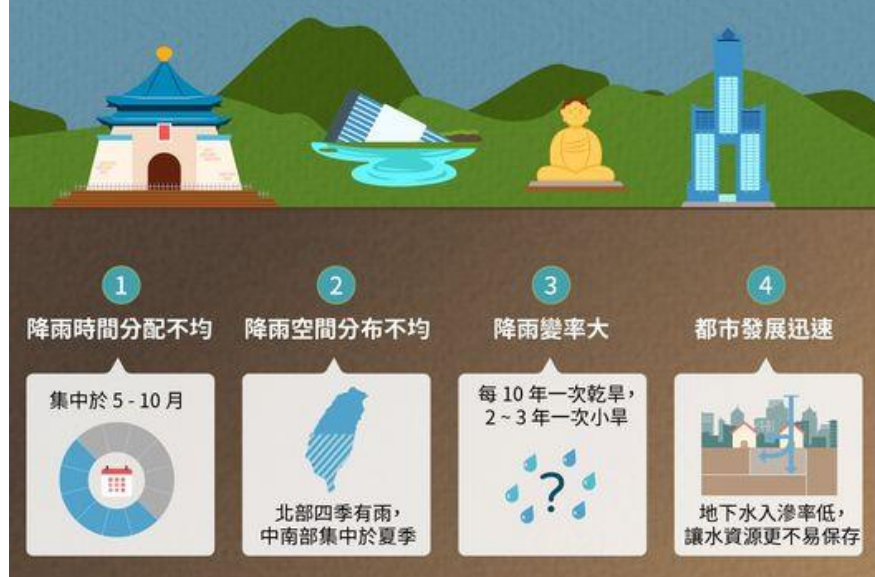 1
降雨時間分配不均
集中於 5 - 10 月
2
降雨空間分布不均
北部四季有雨，
中南部集中於夏季
3
降雨變率大
每 10 年一次乾旱，
2 ~ 3 年一次小旱
?
4
都市發展迅速
地下水入滲率低，
讓水資源更不易保存